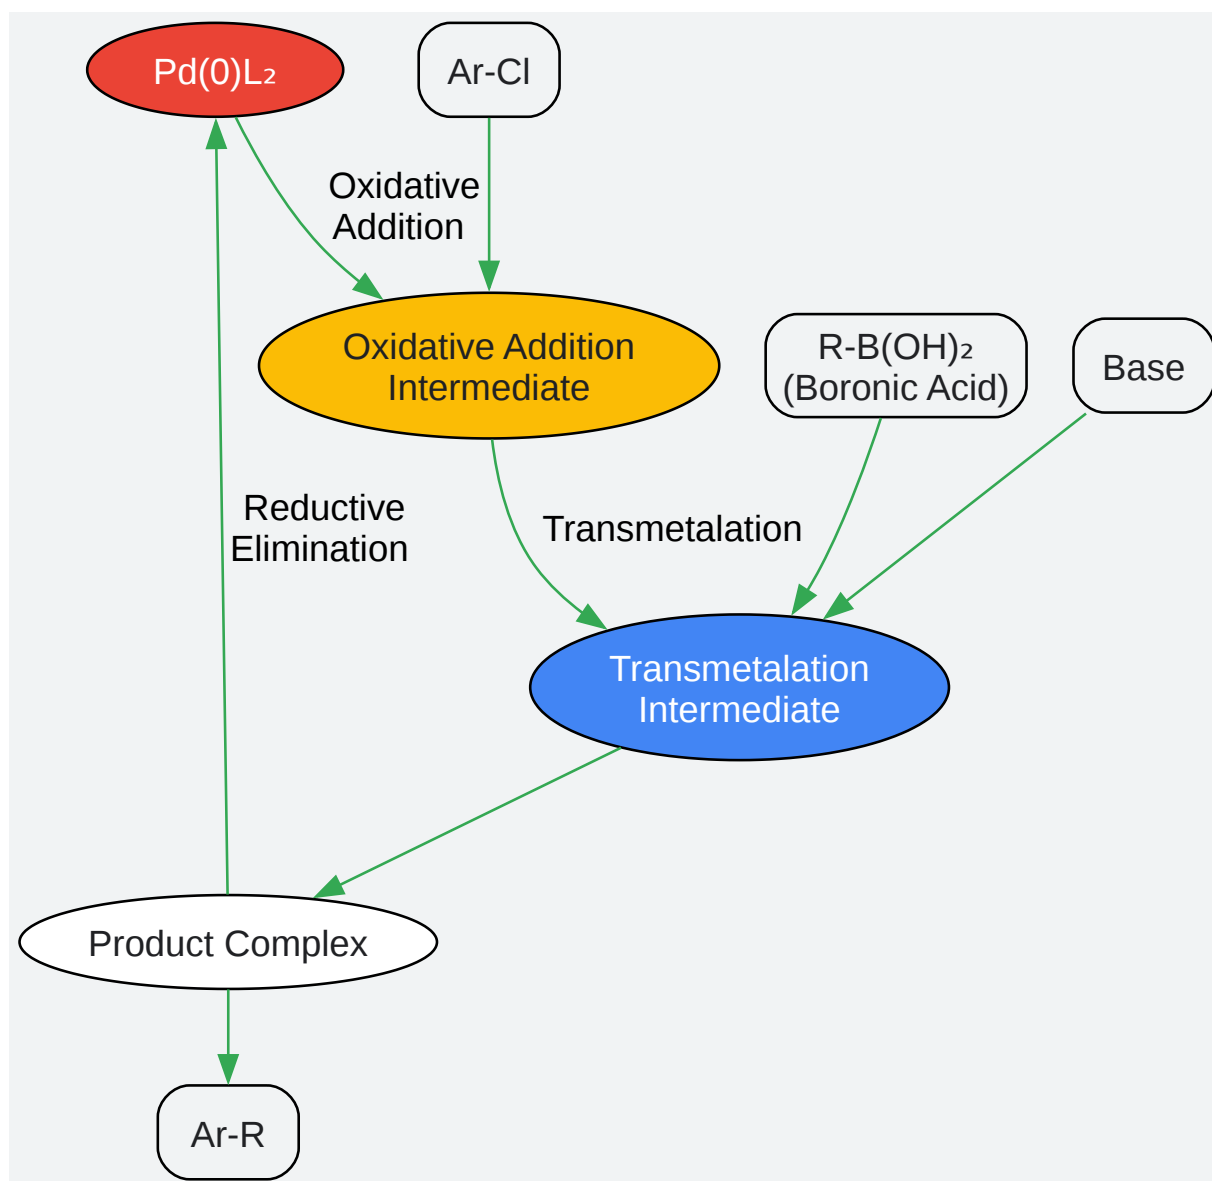 Pd(0)L₂
Ar-Cl
Oxidative
Addition
Oxidative Addition
Intermediate
R-B(OH)₂
(Boronic Acid)
Base
Reductive
Elimination
Transmetalation
Transmetalation
Intermediate
Product Complex
Ar-R